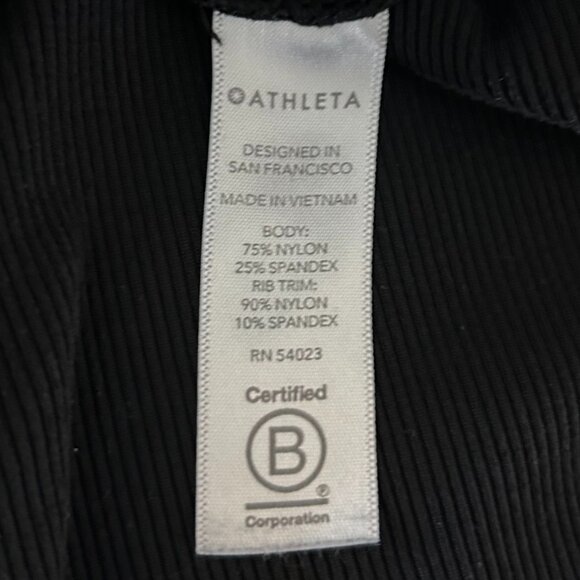 ATHLETA
DESIGNED IN
SAN FRANCISCO
MADE IN VIETNAM
BODY:
75% NYLON
25% SPANDEX
RIB TRIM:
90% NYLON
10% SPANDEX
RN 54023
Certified
B
®
Corporation